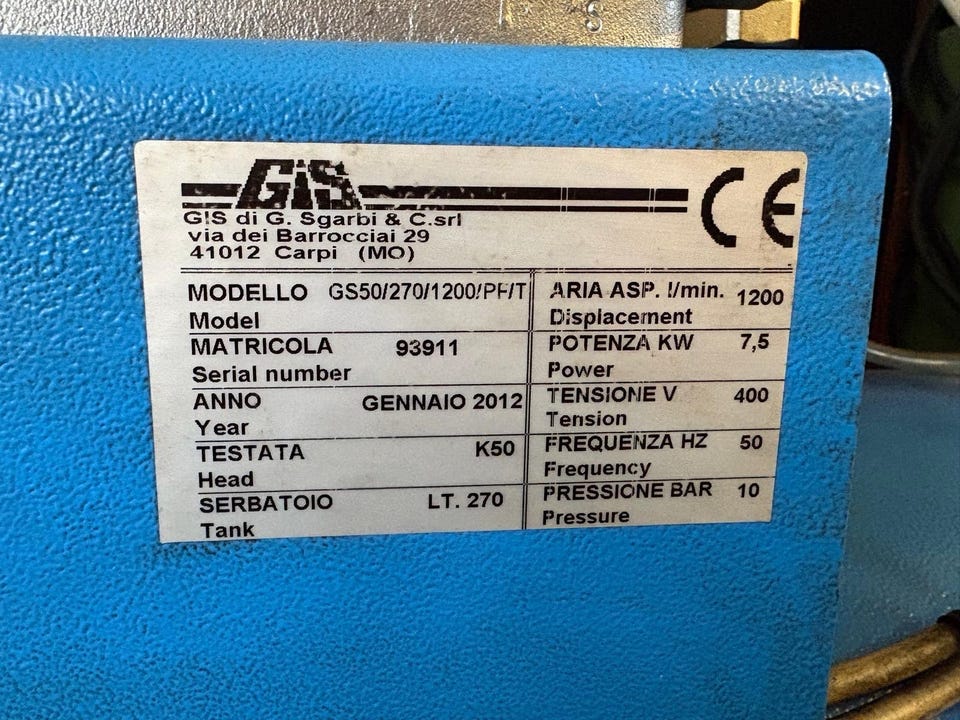 GiS
GIS di G. Sgarbi & C.srl
via dei Barrocciai 29
41012 Carpi (MO)
CE
MODELLO GS50/270/1200/PF/T
Model
MATRICOLA 93911
Serial number
ANNO GENNAIO 2012
Year
TESTATA K50
Head
SERBATOIO LT. 270
Tank
ARIA ASP. l/min. 1200
Displacement
POTENZA KW 7,5
Power
TENSIONE V 400
Tension
FREQUENZA HZ 50
Frequency
PRESSIONE BAR 10
Pressure